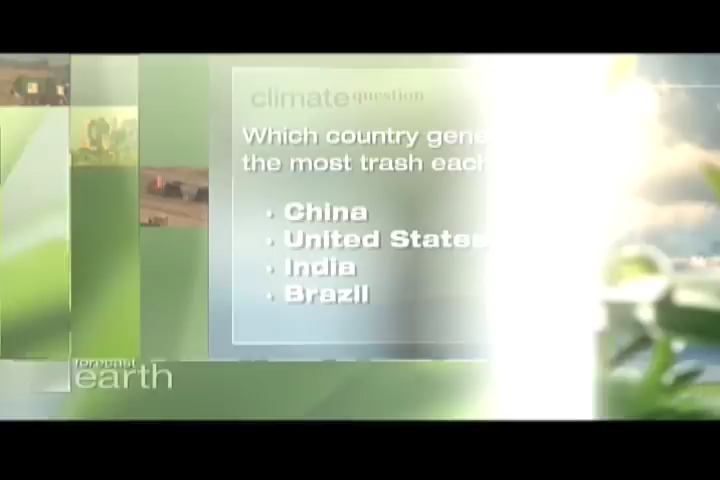 climate question
Which country gene
the most trash each
• China
• United States
• India
• Brazil
forecast
earth